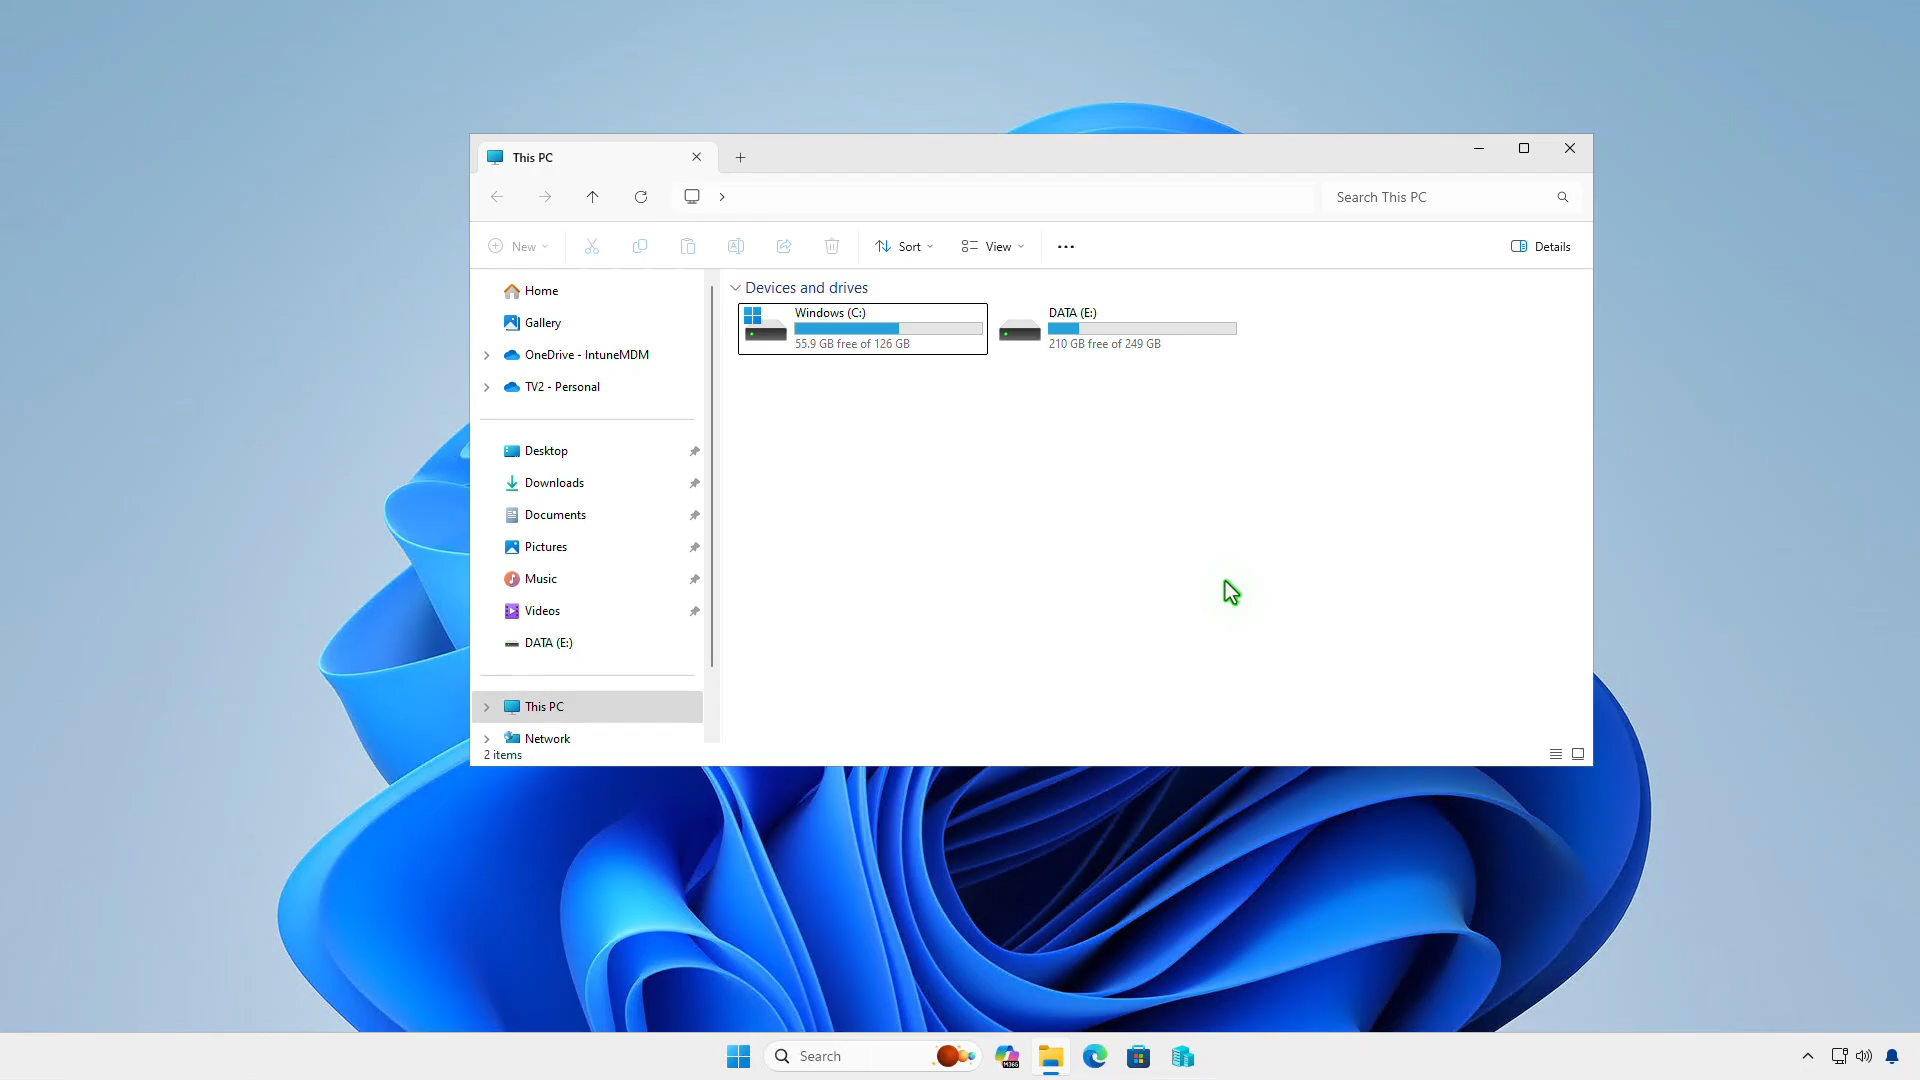 This PC
Search This PC
New
Sort
View
Details
Home
Gallery
OneDrive - IntuneMDM
TV2 - Personal
Desktop
Downloads
Documents
Pictures
Music
Videos
DATA (E:)
This PC
Network
2 items
Devices and drives
Windows (C:)
55.9 GB free of 126 GB
DATA (E:)
210 GB free of 249 GB
Search
M365